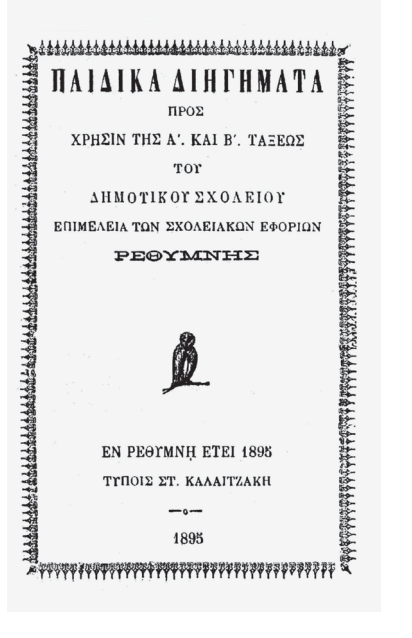 ΠΑΙΔΙΚΑ ΔΙΗΓΗΜΑΤΑ
ΠΡΟΣ
ΧΡΗΣΙΝ ΤΗΣ Α'. ΚΑΙ Β'. ΤΑΞΕΩΣ
ΤΟΥ
ΔΗΜΟΤΙΚΟΥ ΣΧΟΛΕΙΟΥ
ΕΠΙΜΕΛΕΙΑ ΤΩΝ ΣΧΟΛΕΙΑΚΩΝ ΕΦΟΡΙΩΝ
ΡΕΘΥΜΝΗΣ
ΕΝ ΡΕΘΥΜΝῌ ΕΤΕΙ 1895
ΤΥΠΟΙΣ ΣΤ. ΚΑΛΑΙΤΖΑΚΗ
1895